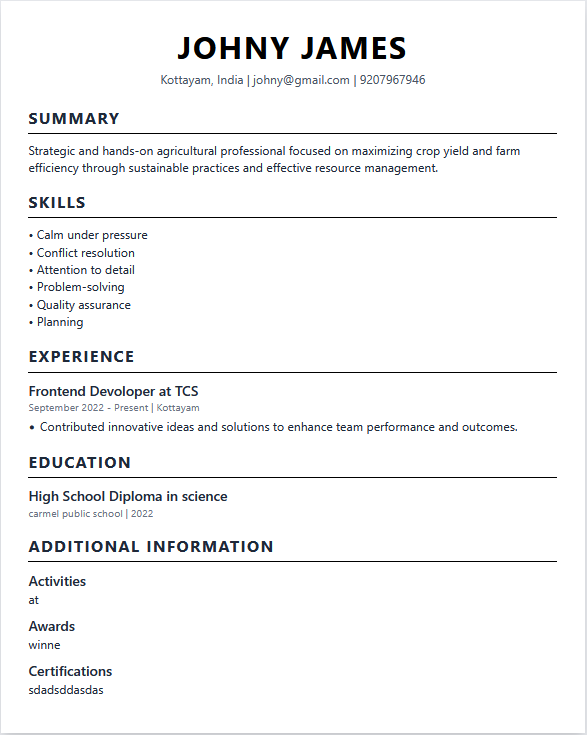 JOHNY JAMES
Kottayam, India | johny@gmail.com | 9207967946
SUMMARY
Strategic and hands-on agricultural professional focused on maximizing crop yield and farm
efficiency through sustainable practices and effective resource management.
SKILLS
• Calm under pressure
• Conflict resolution
• Attention to detail
• Problem-solving
• Quality assurance
• Planning
EXPERIENCE
Frontend Devoloper at TCS
September 2022 - Present | Kottayam
• Contributed innovative ideas and solutions to enhance team performance and outcomes.
EDUCATION
High School Diploma in science
carmel public school | 2022
ADDITIONAL INFORMATION
Activities
at
Awards
winne
Certifications
sdadsddasdas